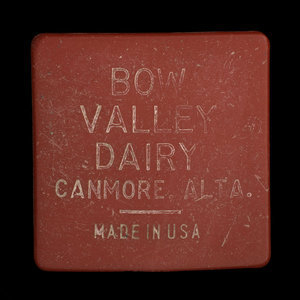 BOW
VALLEY
DAIRY
CANMORE, ALTA.
MADE IN USA